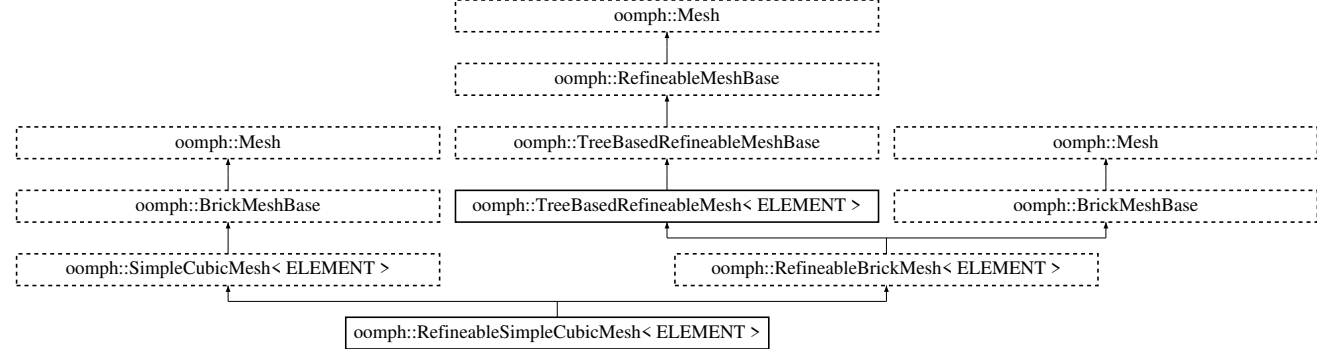 oomph::Mesh
oomph::RefineableMeshBase
oomph::Mesh
oomph::TreeBasedRefineableMeshBase
oomph::Mesh
oomph::BrickMeshBase
oomph::TreeBasedRefineableMesh< ELEMENT >
oomph::BrickMeshBase
oomph::SimpleCubicMesh< ELEMENT >
oomph::RefineableBrickMesh< ELEMENT >
oomph::RefineableSimpleCubicMesh< ELEMENT >